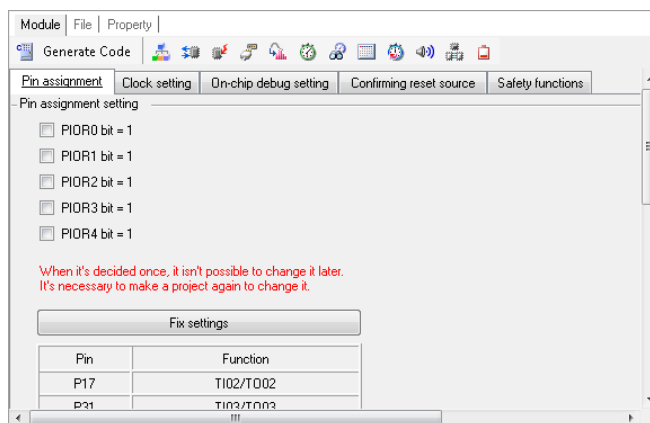 Module File Property
Generate Code
Pin assignment Clock setting On-chip debug setting Confirming reset source Safety functions
Pin assignment setting
PIOR0 bit = 1
PIOR1 bit = 1
PIOR2 bit = 1
PIOR3 bit = 1
PIOR4 bit = 1
When it's decided once, it isn't possible to change it later.
It's necessary to make a project again to change it.
Fix settings
Pin Function
P17 TI02/TO02
P31 TI03/TO03